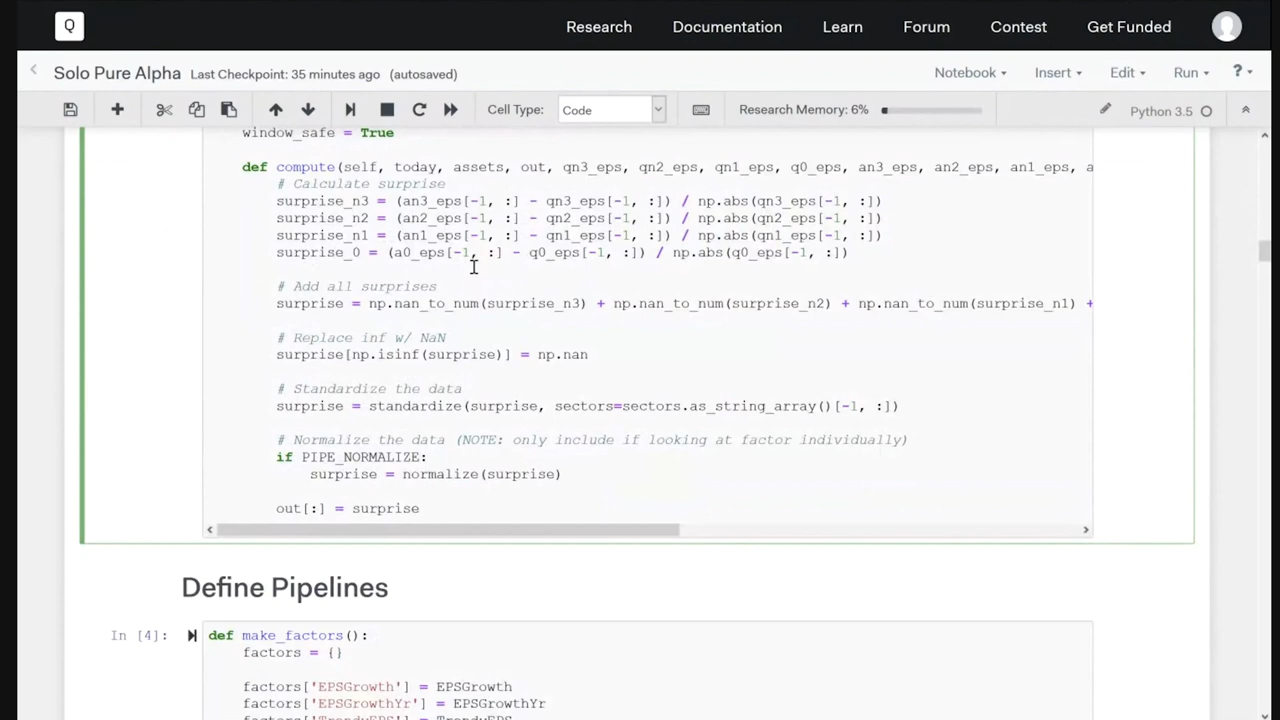 Q Research Documentation Learn Forum Contest Get Funded
Solo Pure Alpha Last Checkpoint: 35 minutes ago (autosaved) Notebook Insert Edit Run ?
Cell Type: Code Research Memory: 6% Python 3.5
window_safe = True
def compute(self, today, assets, out, qn3_eps, qn2_eps, qn1_eps, q0_eps, an3_eps, an2_eps, an1_eps, a
# Calculate surprise
surprise_n3 = (an3_eps[-1, :] - qn3_eps[-1, :]) / np.abs(qn3_eps[-1, :])
surprise_n2 = (an2_eps[-1, :] - qn2_eps[-1, :]) / np.abs(qn2_eps[-1, :])
surprise_n1 = (an1_eps[-1, :] - qn1_eps[-1, :]) / np.abs(qn1_eps[-1, :])
surprise_0 = (a0_eps[-1, :] - q0_eps[-1, :]) / np.abs(q0_eps[-1, :])
# Add all surprises
surprise = np.nan_to_num(surprise_n3) + np.nan_to_num(surprise_n2) + np.nan_to_num(surprise_n1) +
# Replace inf w/ NaN
surprise[np.isinf(surprise)] = np.nan
# Standardize the data
surprise = standardize(surprise, sectors=sectors.as_string_array()[-1, :])
# Normalize the data (NOTE: only include if looking at factor individually)
if PIPE_NORMALIZE:
surprise = normalize(surprise)
out[:] = surprise
Define Pipelines
In [4]: def make_factors():
factors = {}
factors['EPSGrowth'] = EPSGrowth
factors['EPSGrowthYr'] = EPSGrowthYr
factors['TrendyEPS'] = TrendyEPS